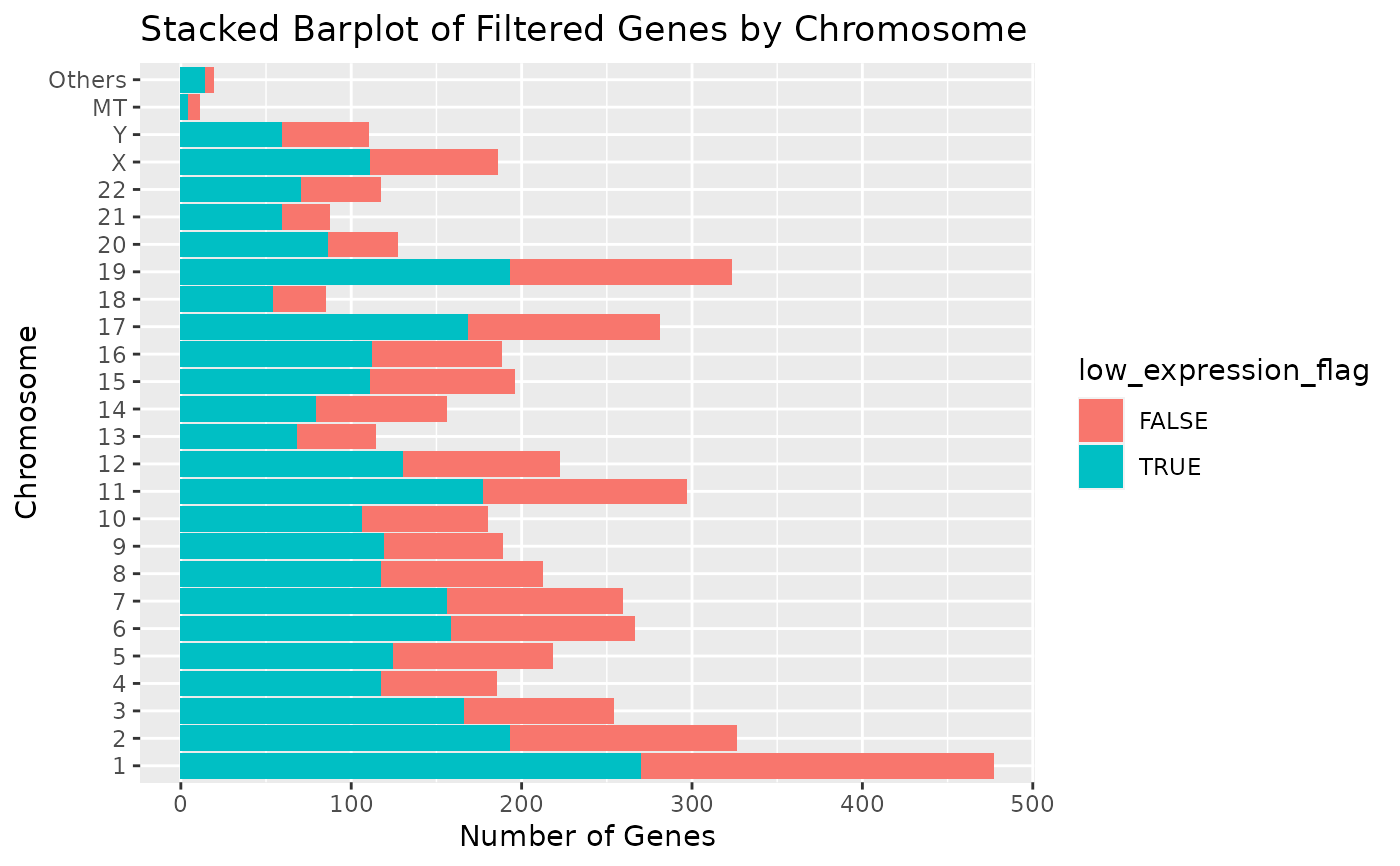 Stacked Barplot of Filtered Genes by Chromosome
Others
MT
Y
X
22
21
20
19
18
17
16
15
14
13
12
11
10
9
8
7
6
5
4
3
2
1
Chromosome
0 100 200 300 400 500
Number of Genes
low_expression_flag
FALSE
TRUE